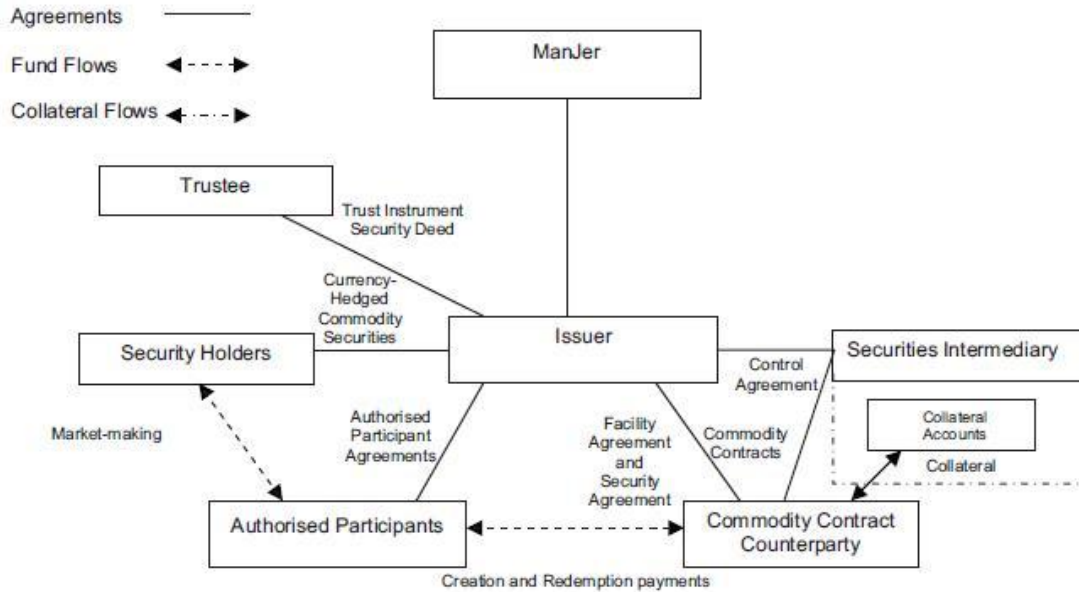 Agreements
ManJer
Fund Flows
Collateral Flows
Trustee
Trust Instrument
Security Deed
Currency-
Hedged
Commodity
Securities
Issuer
Security Holders
Securities Intermediary
Control
Agreement
Market-making
Authorised
Participant
Agreements
Facility
Agreement
and
Security
Agreement
Commodity
Contracts
Collateral
Accounts
Collateral
Authorised Participants
Commodity Contract
Counterparty
Creation and Redemption payments